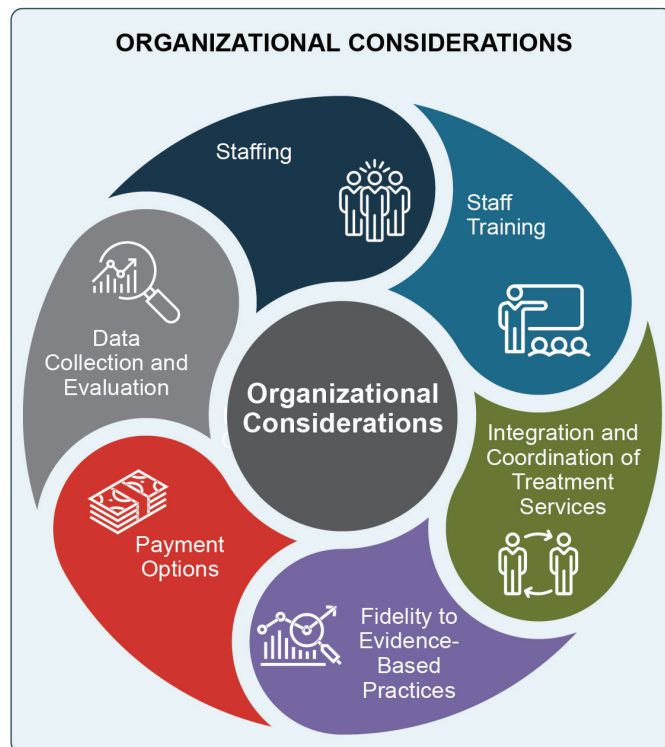 ORGANIZATIONAL CONSIDERATIONS
Staffing
Staff
Training
Integration and
Coordination of
Treatment
Services
Fidelity to
Evidence-
Based
Practices
Payment
Options
Data
Collection and
Evaluation
Organizational
Considerations